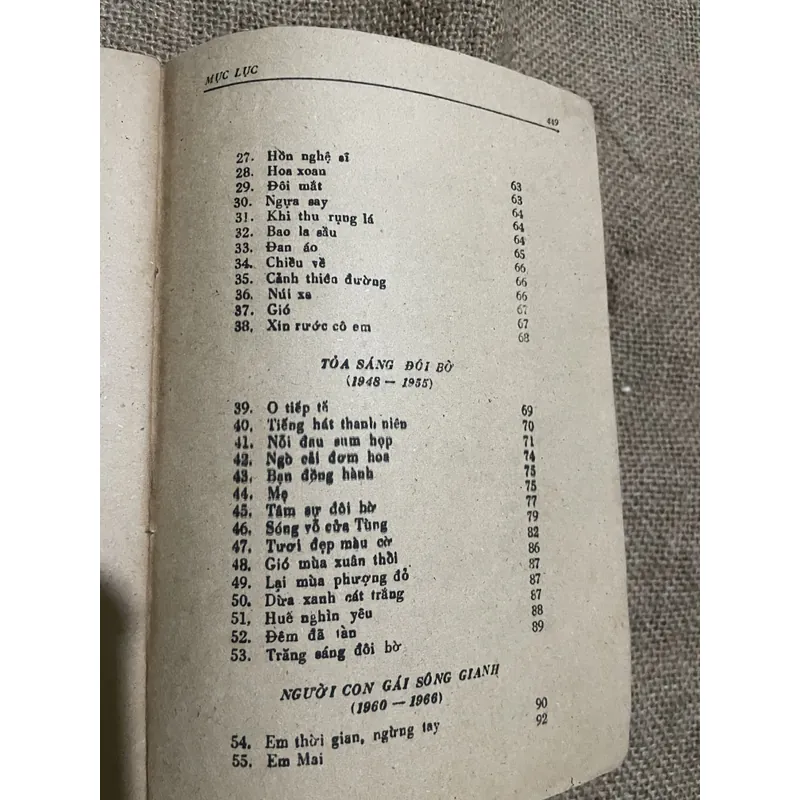 MỤC LỤC
449
27. Hồn nghệ sĩ 63
28. Hoa xoan 63
29. Đôi mắt 64
30. Ngựa say 64
31. Khi thu rụng lá 64
32. Bao la sầu 65
33. Đan áo 66
34. Chiều về 66
35. Cảnh thiên đường 66
36. Núi xa 67
37. Gió 67
38. Xin rước cô em 68
TỎA SÁNG ĐÔI BỜ
(1948 — 1955)
39. O tiếp tế 69
40. Tiếng hát thanh niên 70
41. Nỗi đau sum họp 71
42. Ngò cải đơm hoa 74
43. Bạn đồng hành 75
44. Mẹ 75
45. Tâm sự đôi bờ 77
46. Sóng vỗ cửa Tùng 79
47. Tươi đẹp màu cờ 82
48. Gió mùa xuân thổi 86
49. Lại mùa phượng đỏ 87
50. Dừa xanh cát trắng 87
51, Huế nghìn yêu 87
52. Đêm đã tàn 88
53. Trăng sáng đôi bờ 89
NGƯỜI CON GÁI SÔNG GIANH
(1960 — 1966)
54. Em thời gian, ngừng tay 90
55. Em Mai 92